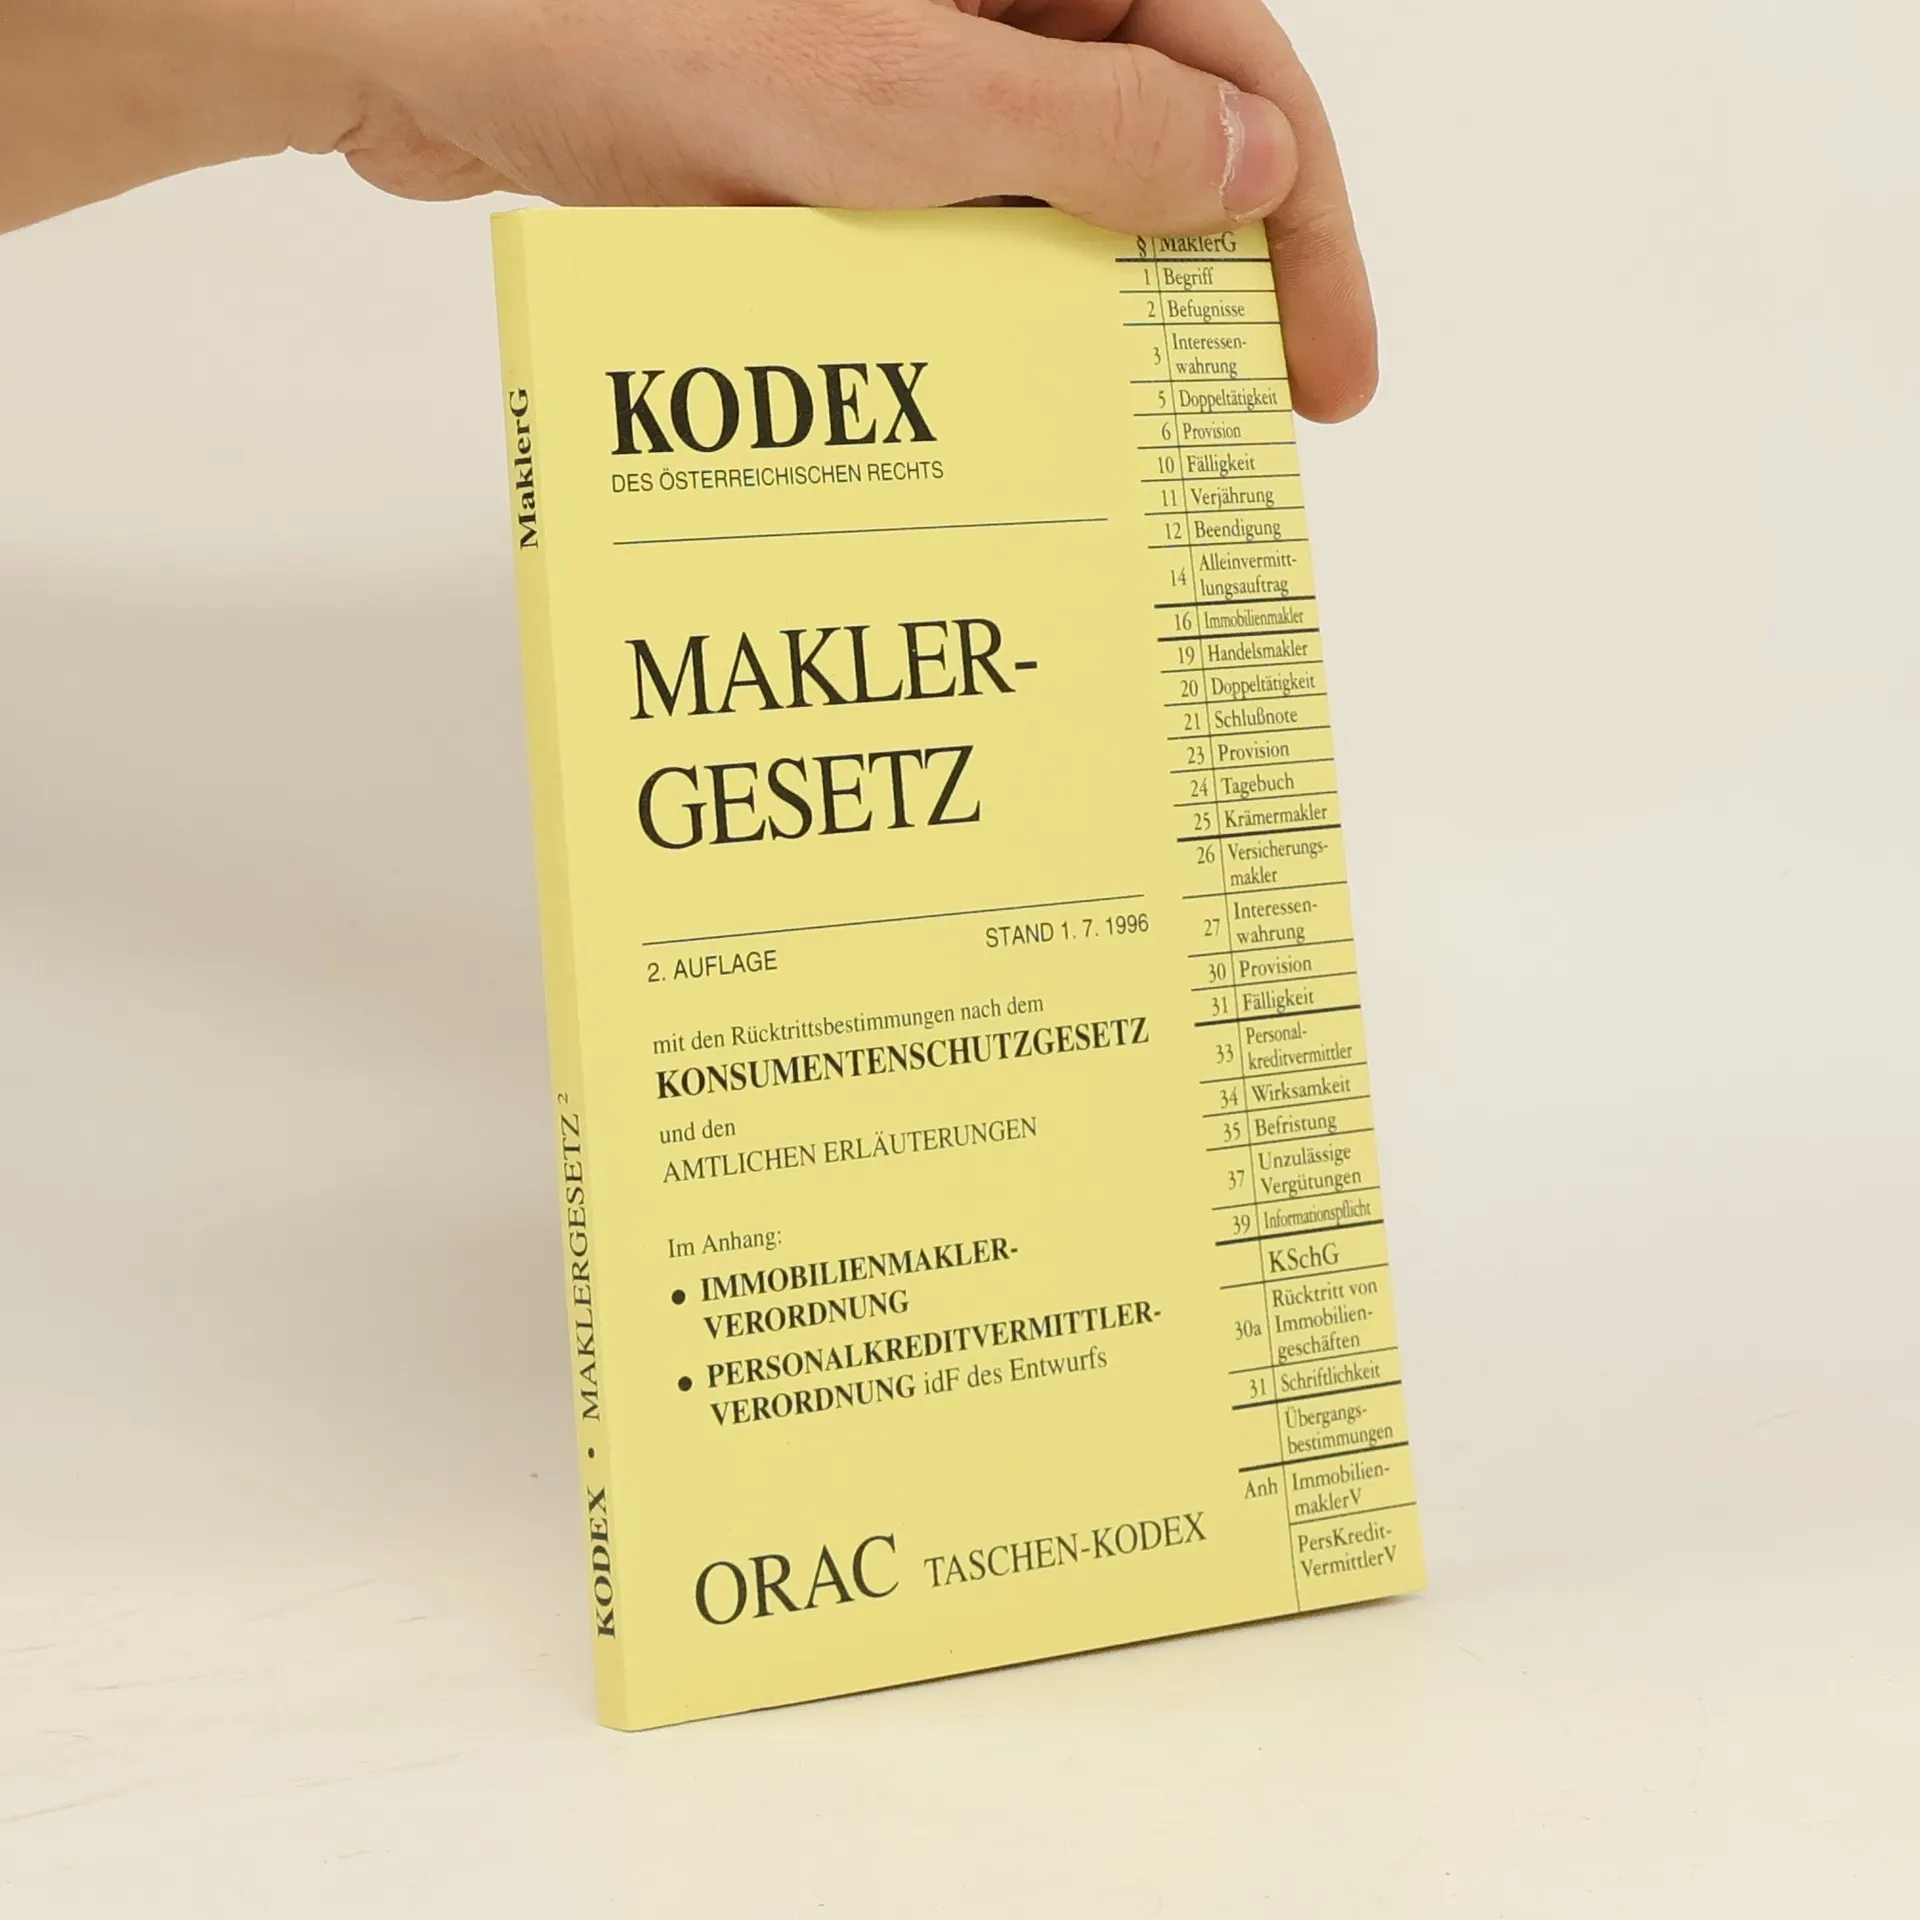 MaklerG
KODEX • MAKLERGESETZ ²
KODEX
DES ÖSTERREICHISCHEN RECHTS
MAKLER-
GESETZ
STAND 1. 7. 1996
2. AUFLAGE
mit den Rücktrittsbestimmungen nach dem
KONSUMENTENSCHUTZGESETZ
und den
AMTLICHEN ERLÄUTERUNGEN
Im Anhang:
• IMMOBILIENMAKLER-
VERORDNUNG
• PERSONALKREDITVERMITTLER-
VERORDNUNG idF des Entwurfs
ORAC TASCHEN-KODEX
§ MaklerG
1 Begriff
2 Befugnisse
3 Interessen-
wahrung
5 Doppeltätigkeit
6 Provision
10 Fälligkeit
11 Verjährung
12 Beendigung
14 Alleinvermitt-
lungsauftrag
16 Immobilienmakler
19 Handelsmakler
20 Doppeltätigkeit
21 Schlußnote
23 Provision
24 Tagebuch
25 Krämermakler
26 Versicherungs-
makler
27 Interessen-
wahrung
30 Provision
31 Fälligkeit
33 Personal-
kreditvermittler
34 Wirksamkeit
35 Befristung
37 Unzulässige
Vergütungen
39 Informationspflicht
KSchG
30a Rücktritt von
Immobilien-
geschäften
31 Schriftlichkeit
Übergangs-
bestimmungen
Anh Immobilien-
maklerV
PersKredit-
VermittlerV